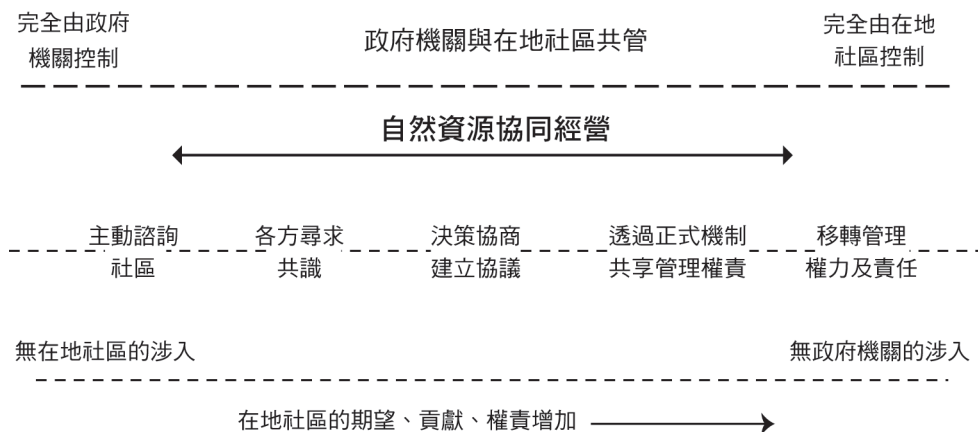 完全由政府
機關控制
政府機關與在地社區共管
完全由在地
社區控制
自然資源協同經營
主動諮詢
社區
各方尋求
共識
決策協商
建立協議
透過正式機制
共享管理權責
移轉管理
權力及責任
無在地社區的涉入
無政府機關的涉入
在地社區的期望、貢獻、權責增加